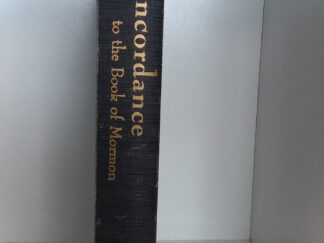 ncordance
to the Book of Mormon